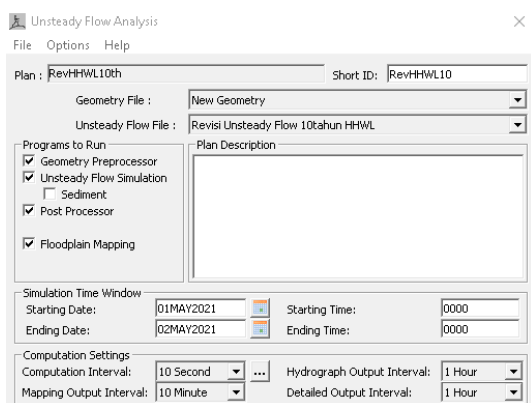 Unsteady Flow Analysis
File Options Help
Plan : RevHHWL10th Short ID: RevHHWL10
Geometry File : New Geometry
Unsteady Flow File : Revisi Unsteady Flow 10tahun HHWL
Programs to Run
Geometry Preprocessor
Unsteady Flow Simulation
Sediment
Post Processor
Floodplain Mapping
Plan Description
Simulation Time Window
Starting Date: 01MAY2021 Starting Time: 0000
Ending Date: 02MAY2021 Ending Time: 0000
Computation Settings
Computation Interval: 10 Second ... Hydrograph Output Interval: 1 Hour
Mapping Output Interval: 10 Minute Detailed Output Interval: 1 Hour